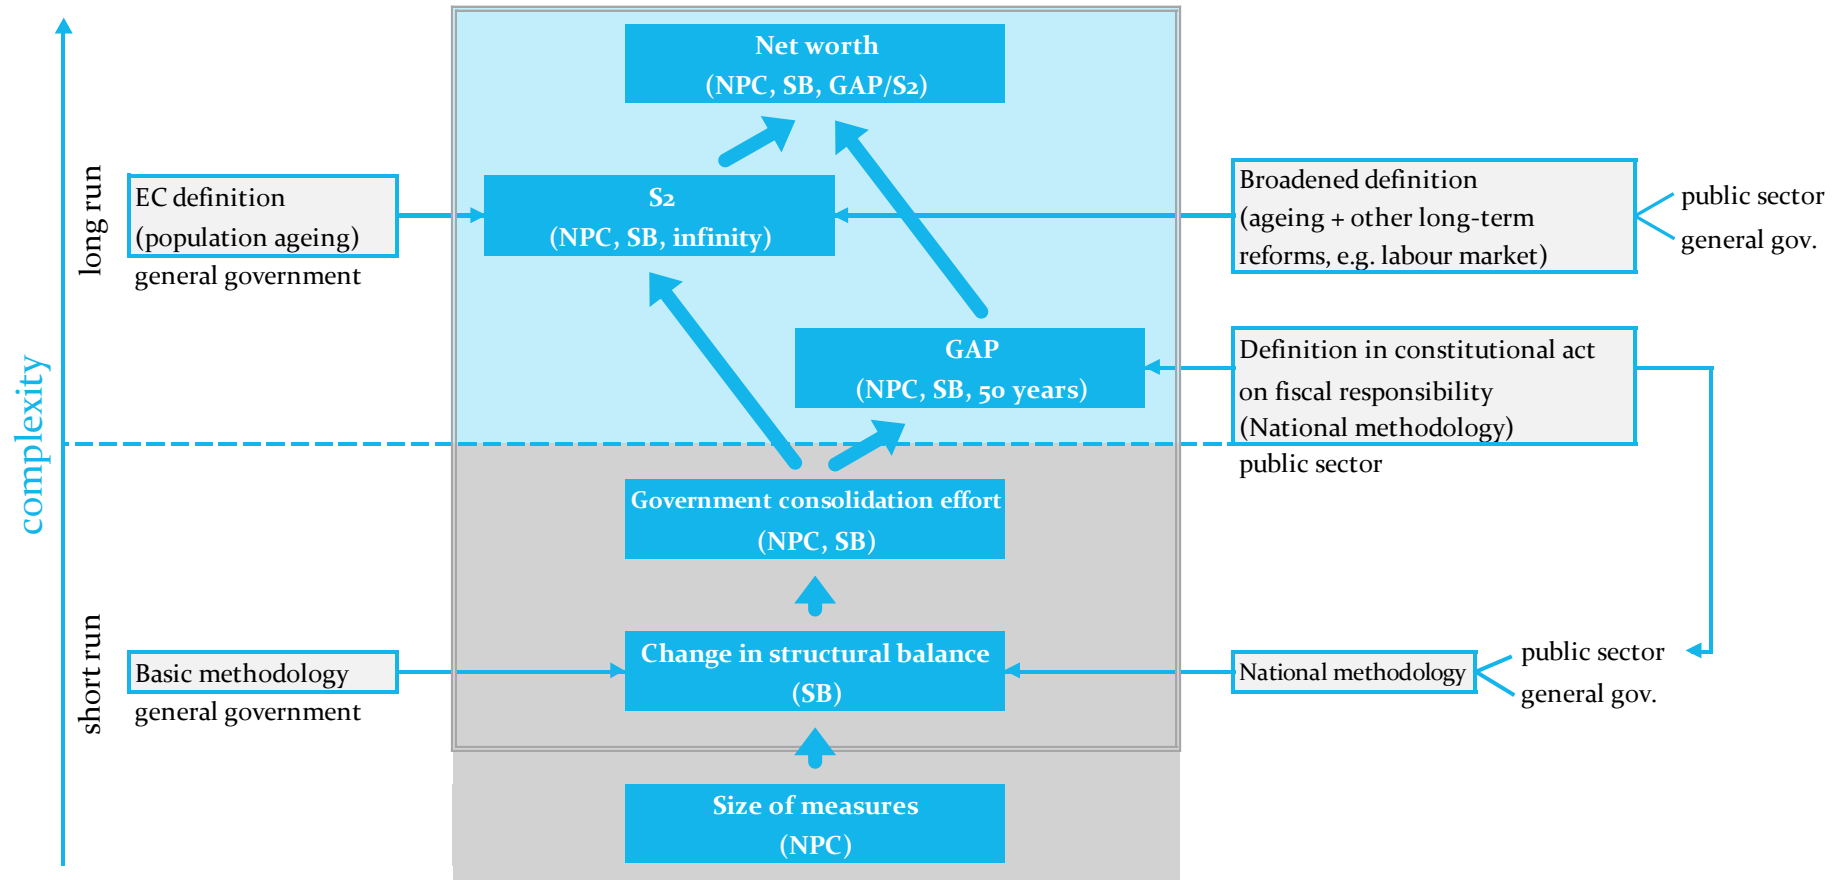 Net worth
(NPC, SB, GAP/S2)
long run
EC definition
(population ageing)
general government
S2
(NPC, SB, infinity)
Broadened definition
(ageing + other long-term
reforms, e.g. labour market)
public sector
general gov.
GAP
(NPC, SB, 50 years)
Definition in constitutional act
on fiscal responsibility
(National methodology)
public sector
complexity
Government consolidation effort
(NPC, SB)
short run
Basic methodology
general government
Change in structural balance
(SB)
National methodology
public sector
general gov.
Size of measures
(NPC)